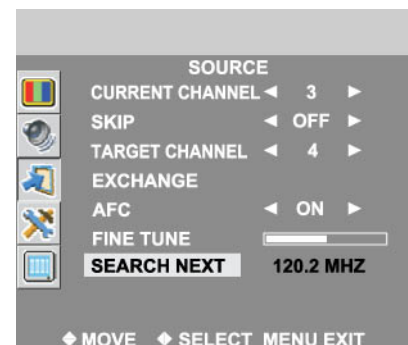 SOURCE
CURRENT CHANNEL 3
SKIP OFF
TARGET CHANNEL 4
EXCHANGE
AFC ON
FINE TUNE
SEARCH NEXT 120.2 MHZ
MOVE SELECT MENU EXIT